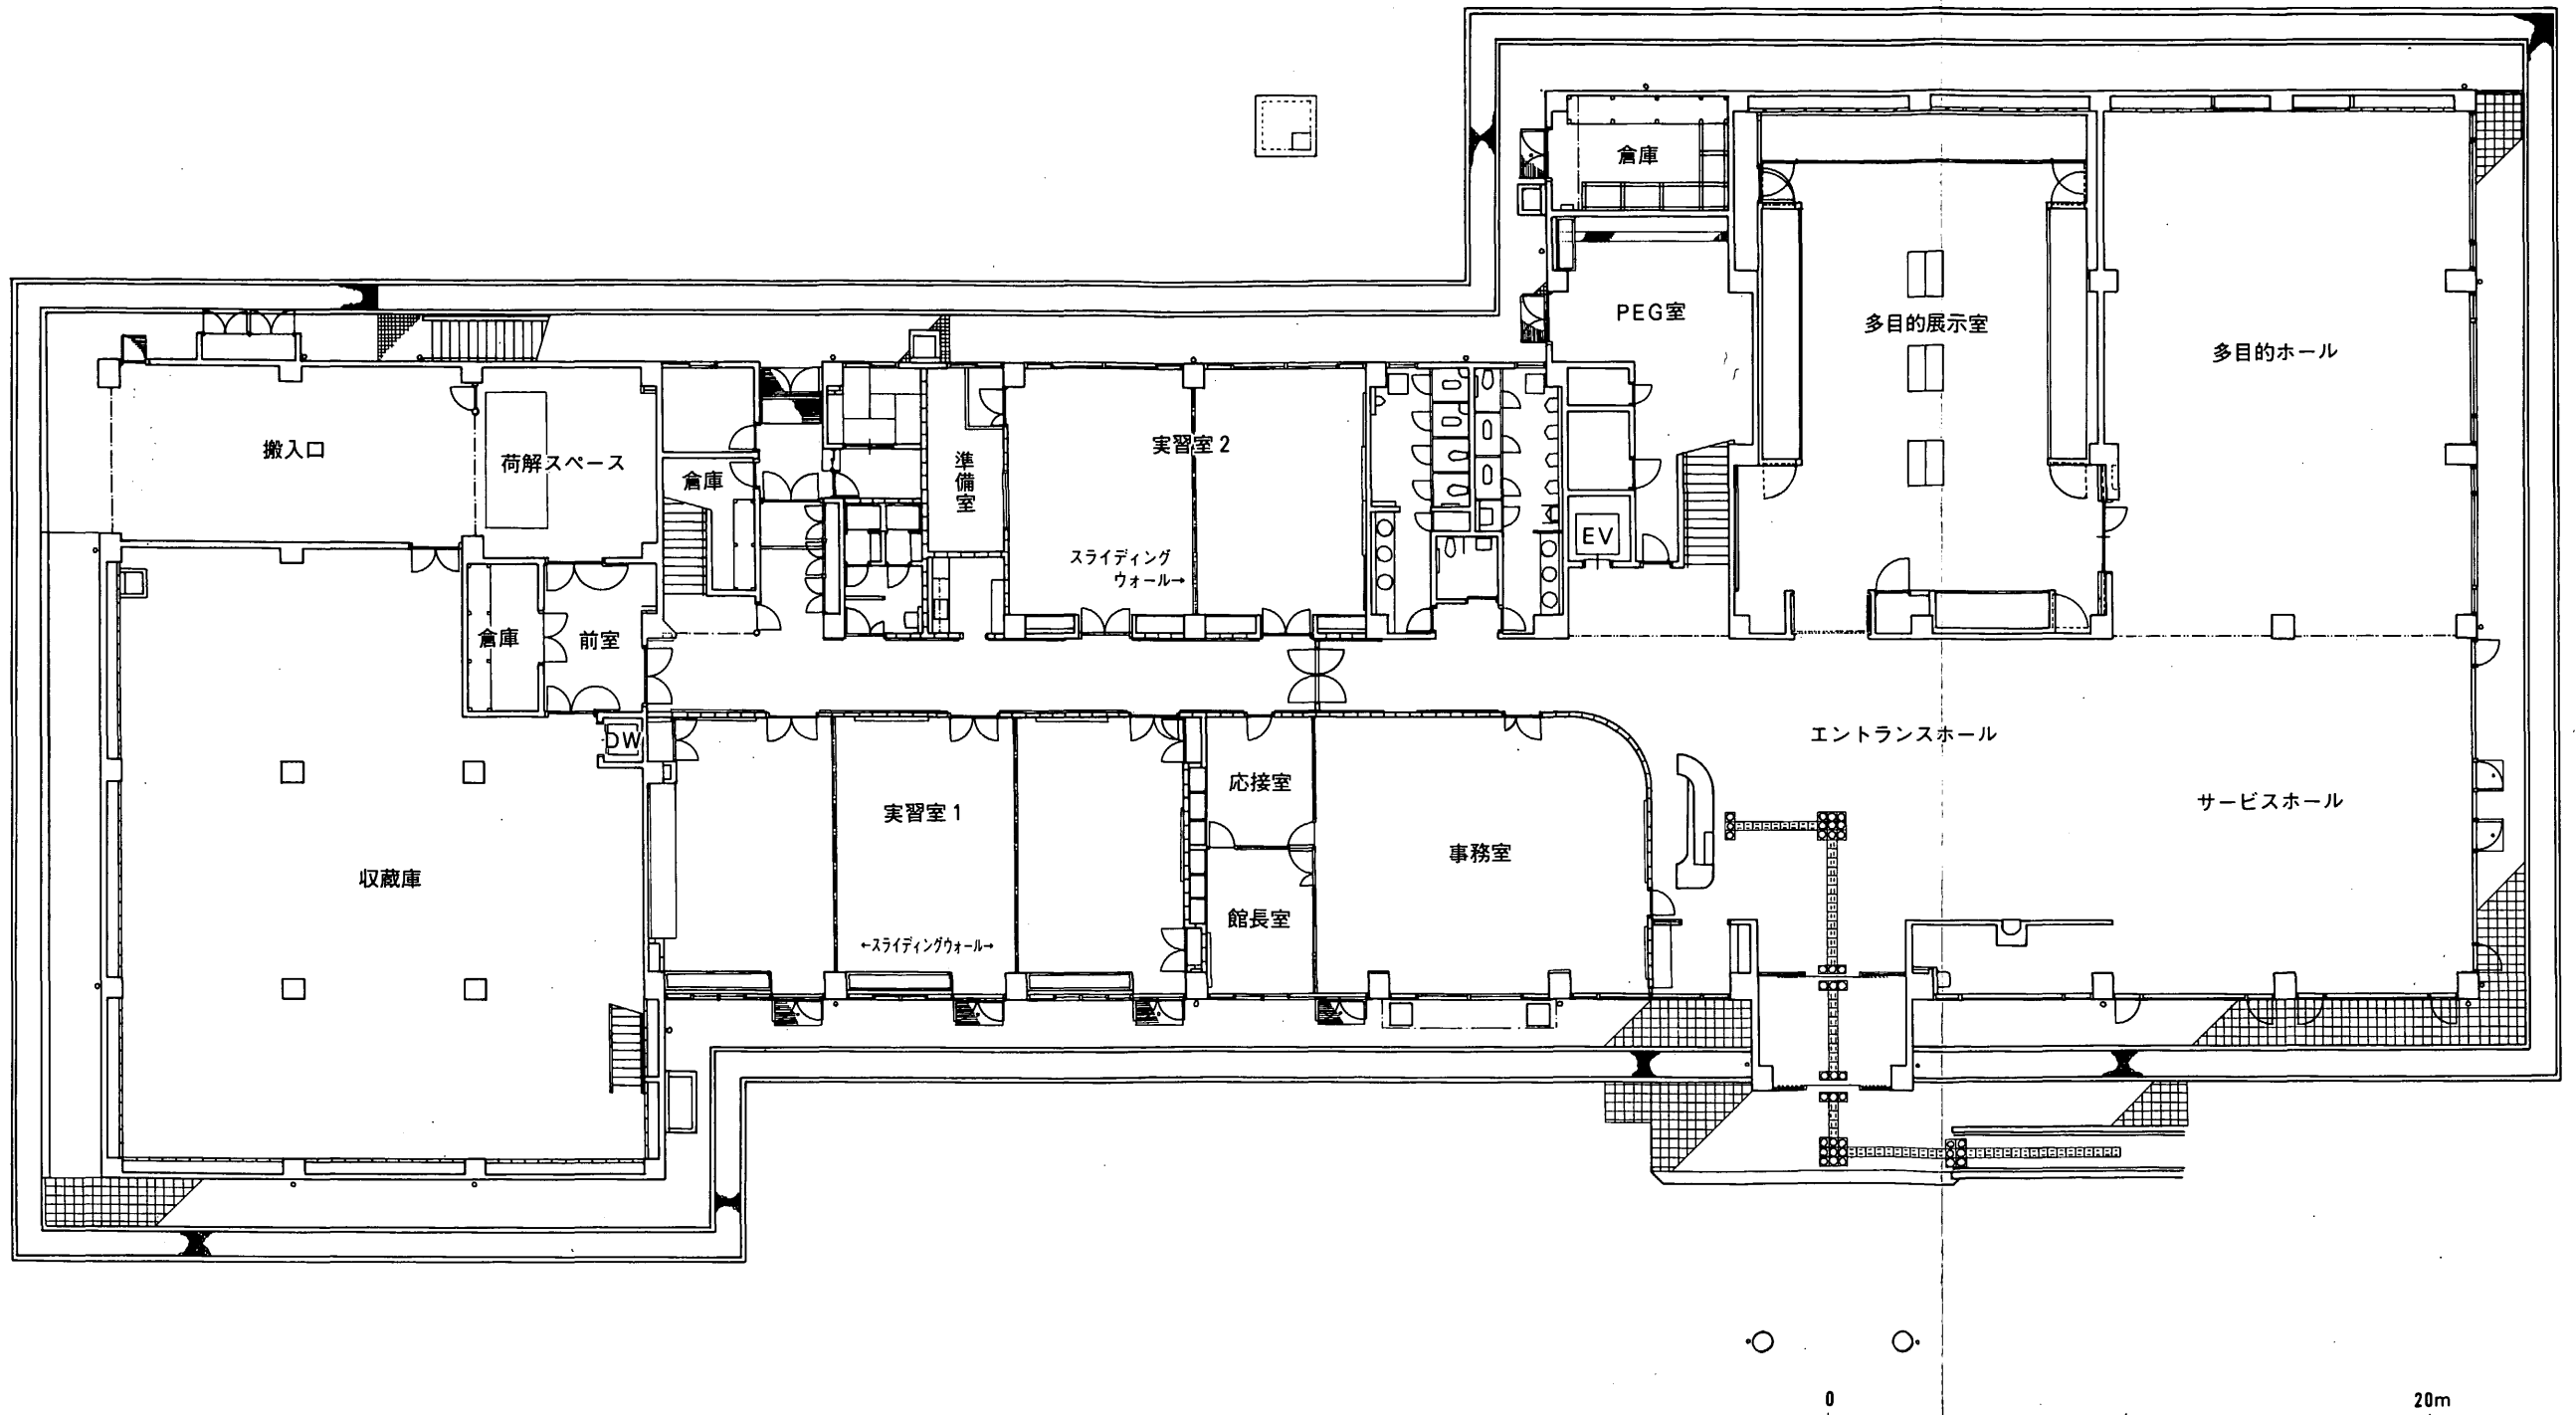 倉庫
PEG室
多目的展示室
多目的ホール
搬入口
荷解スペース
倉庫
準備室
実習室2
スライディング
ウォール→
EV
倉庫
前室
DW
エントランスホール
サービスホール
実習室1
応接室
事務室
収蔵庫
館長室
←スライディングウォール→
0
20m